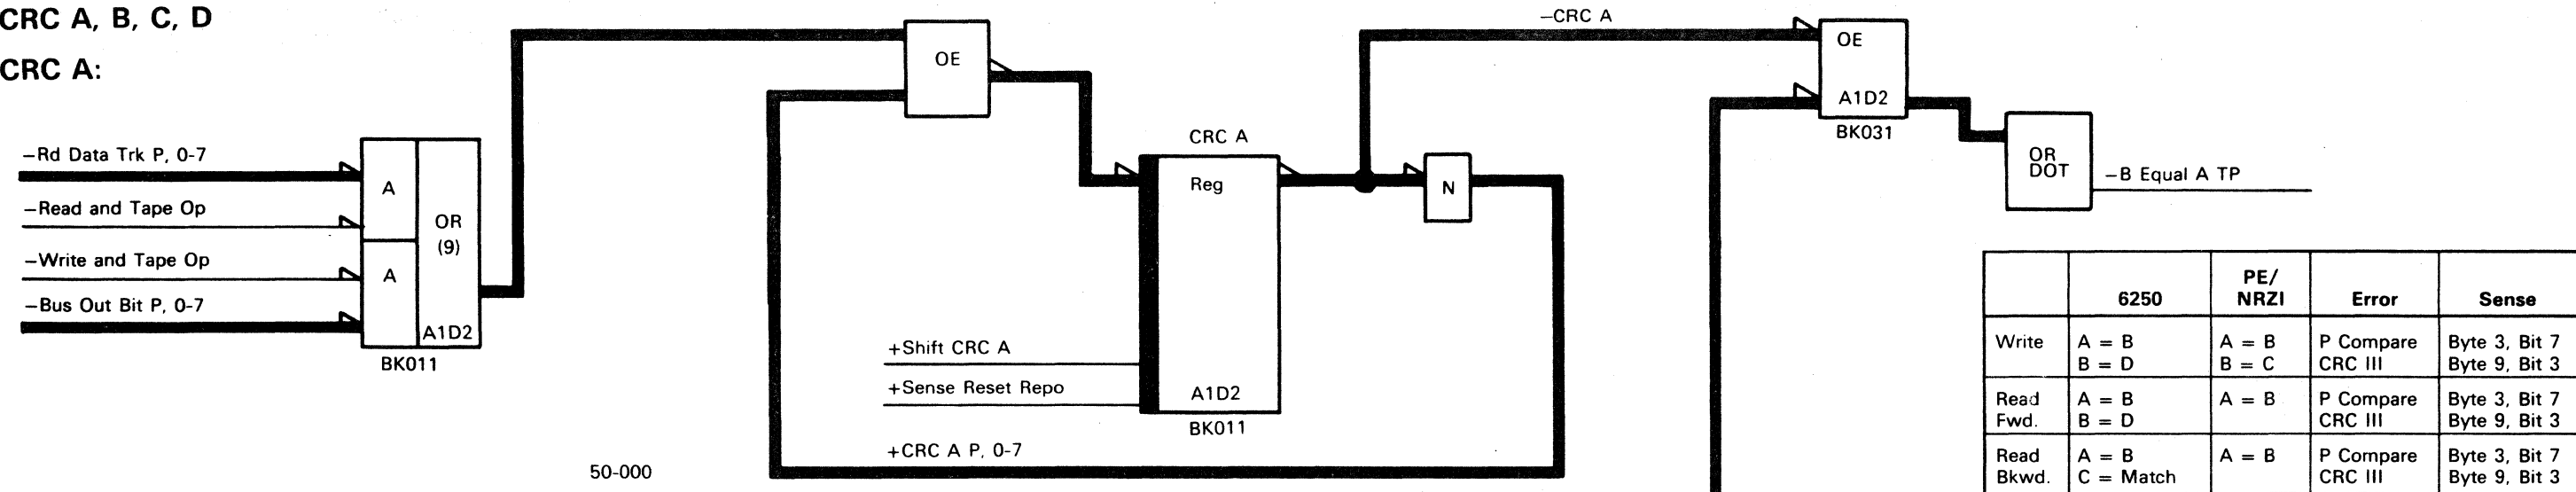 CRC A, B, C, D
CRC A:
–Rd Data Trk P, 0-7
–Read and Tape Op
–Write and Tape Op
–Bus Out Bit P, 0-7
A
A
OR
(9)
A1D2
BK011
OE
CRC A
Reg
A1D2
BK011
+Shift CRC A
+Sense Reset Repo
+CRC A P, 0-7
50-000
N
–CRC A
OE
A1D2
BK031
OR
DOT
–B Equal A TP
6250 PE/ NRZI Error Sense
Write A = B A = B P Compare Byte 3, Bit 7
B = D B = C CRC III Byte 9, Bit 3
Read A = B A = B P Compare Byte 3, Bit 7
Fwd. B = D CRC III Byte 9, Bit 3
Read A = B A = B P Compare Byte 3, Bit 7
Bkwd. C = Match CRC III Byte 9, Bit 3